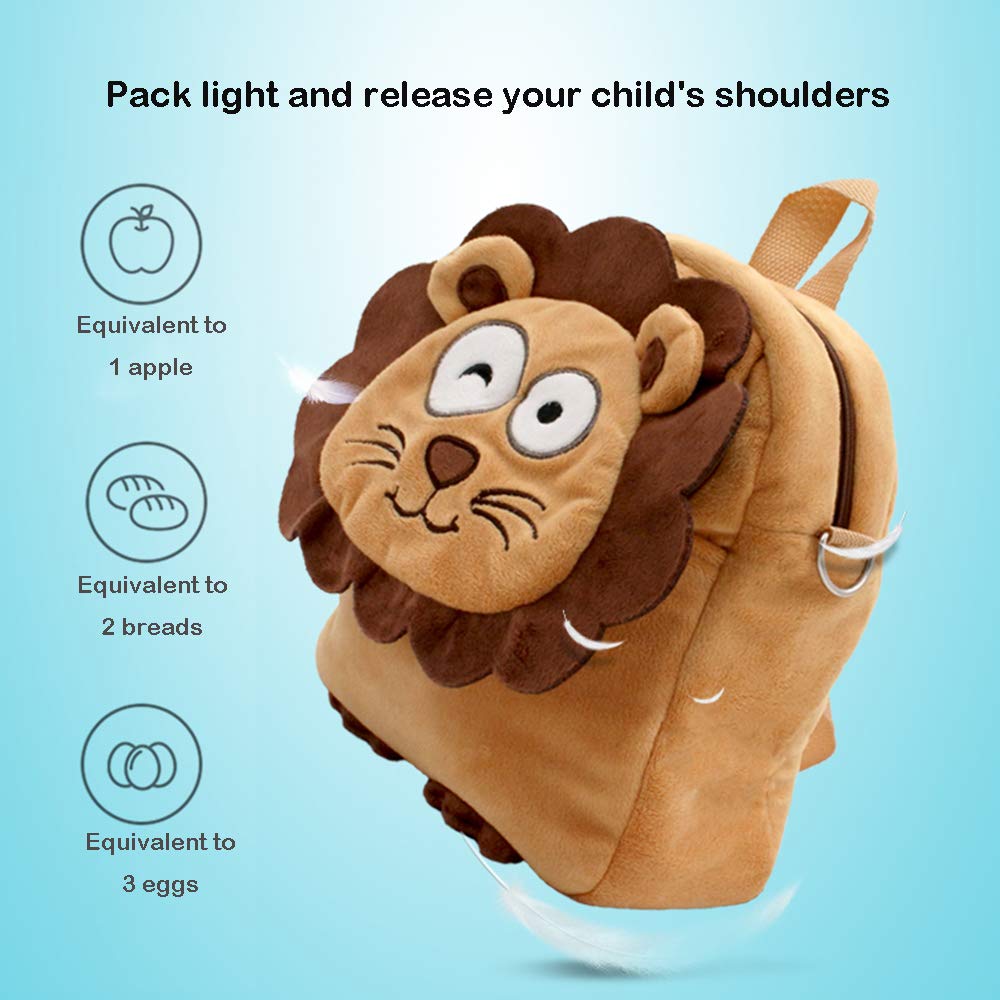 Pack light and release your child's shoulders
Equivalent to
1 apple
Equivalent to
2 breads
Equivalent to
3 eggs